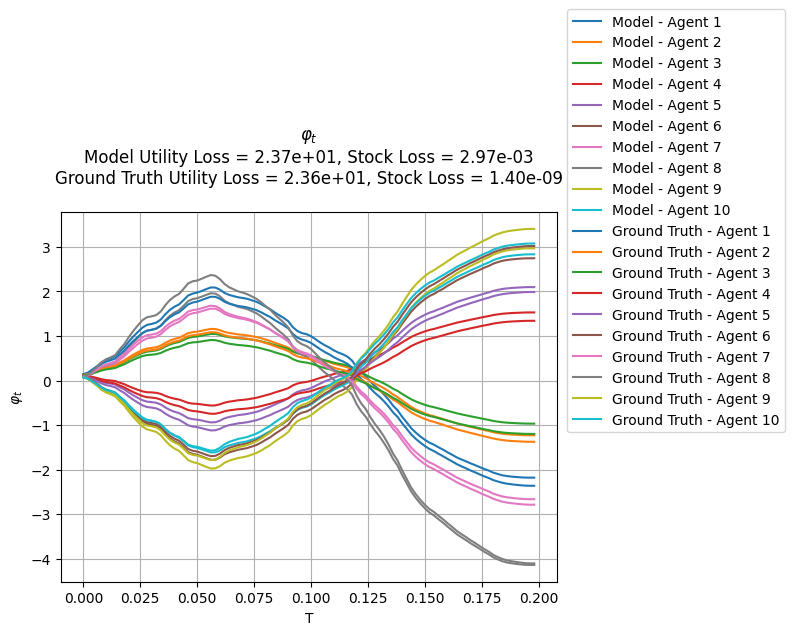 φt
Model Utility Loss = 2.37e+01, Stock Loss = 2.97e-03
Ground Truth Utility Loss = 2.36e+01, Stock Loss = 1.40e-09
Model - Agent 1
Model - Agent 2
Model - Agent 3
Model - Agent 4
Model - Agent 5
Model - Agent 6
Model - Agent 7
Model - Agent 8
Model - Agent 9
Model - Agent 10
Ground Truth - Agent 1
Ground Truth - Agent 2
Ground Truth - Agent 3
Ground Truth - Agent 4
Ground Truth - Agent 5
Ground Truth - Agent 6
Ground Truth - Agent 7
Ground Truth - Agent 8
Ground Truth - Agent 9
Ground Truth - Agent 10
φt
3
2
1
0
−1
−2
−3
−4
0.000 0.025 0.050 0.075 0.100 0.125 0.150 0.175 0.200
T